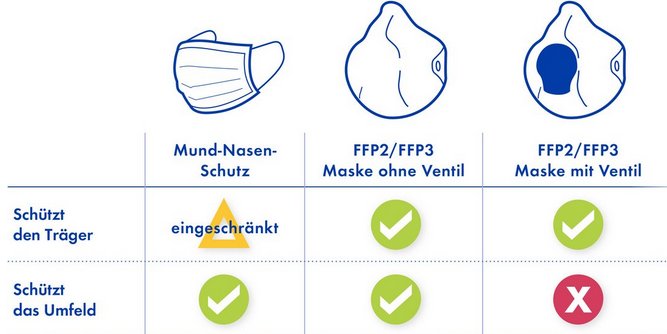 Mund-Nasen-
Schutz
FFP2/FFP3
Maske ohne Ventil
FFP2/FFP3
Maske mit Ventil
Schützt
den Träger
eingeschränkt
Schützt
das Umfeld